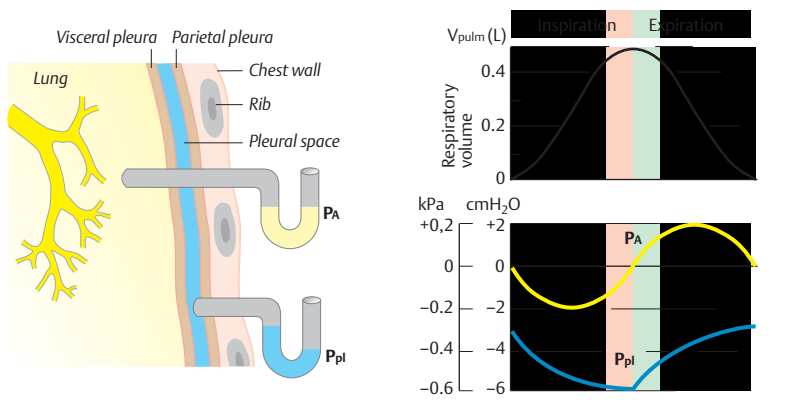 Visceral pleura Parietal pleura
Lung
Chest wall
Rib
Pleural space
PA
Ppl
Inspiration Expiration
Vpulm (L)
0.4
0.2
0
Respiratory
volume
kPa cmH2O
+0,2 +2
0 0
−0.2 −2
−0.4 −4
−0.6 −6
PA
Ppl